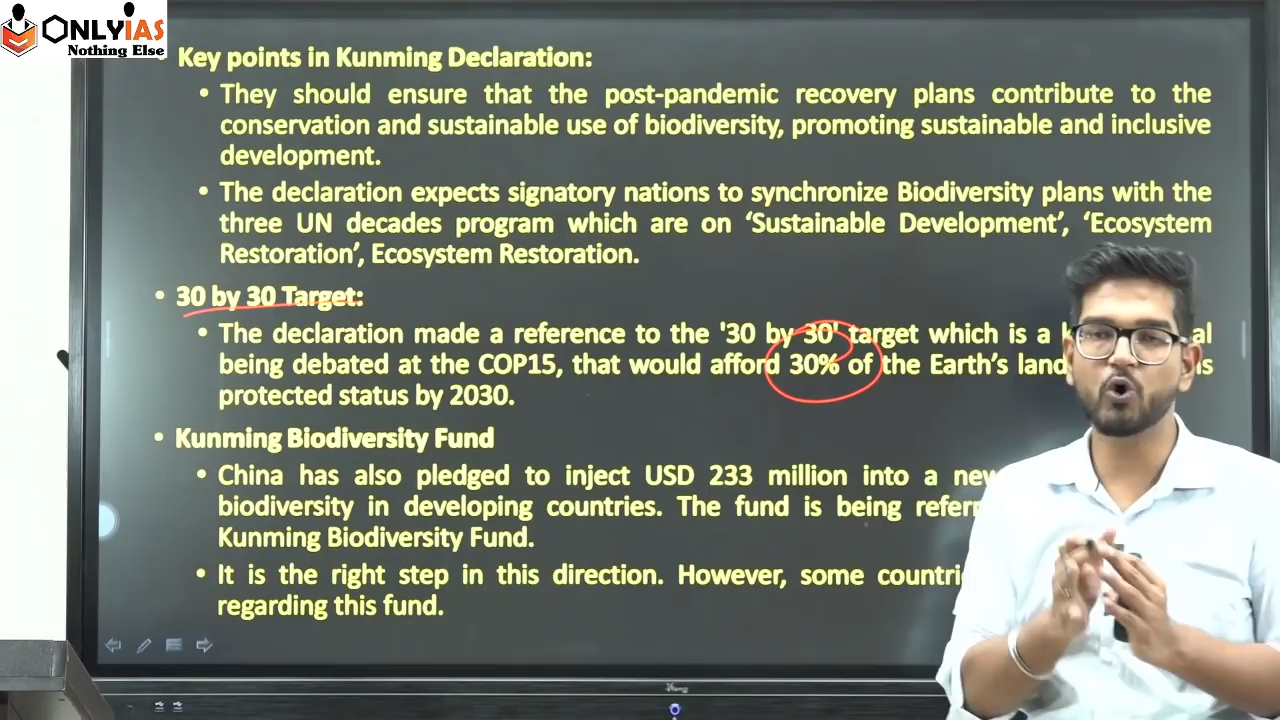 ONLYIAS
Nothing Else
• Key points in Kunming Declaration:
• They should ensure that the post-pandemic recovery plans contribute to the
conservation and sustainable use of biodiversity, promoting sustainable and inclusive
development.
• The declaration expects signatory nations to synchronize Biodiversity plans with the
three UN decades program which are on ‘Sustainable Development’, ‘Ecosystem
Restoration’, Ecosystem Restoration.
• 30 by 30 Target:
• The declaration made a reference to the '30 by 30' target which is a
being debated at the COP15, that would afford 30% of the Earth’s land
protected status by 2030.
• Kunming Biodiversity Fund
• China has also pledged to inject USD 233 million into a new
biodiversity in developing countries. The fund is being
Kunming Biodiversity Fund.
• It is the right step in this direction. However, some
regarding this fund.